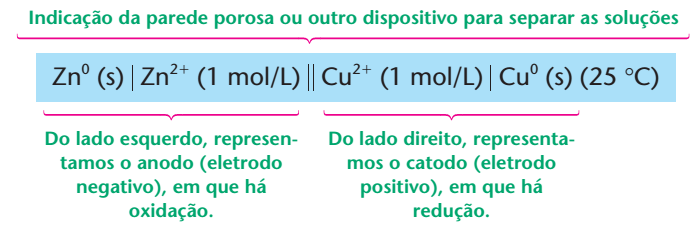 Indicação da parede porosa ou outro dispositivo para separar as soluções
Zn⁰ (s) | Zn²⁺ (1 mol/L) || Cu²⁺ (1 mol/L) | Cu⁰ (s) (25 °C)
Do lado esquerdo, represen-
tamos o anodo (eletrodo
negativo), em que há
oxidação.
Do lado direito, representa-
mos o catodo (eletrodo
positivo), em que há
redução.